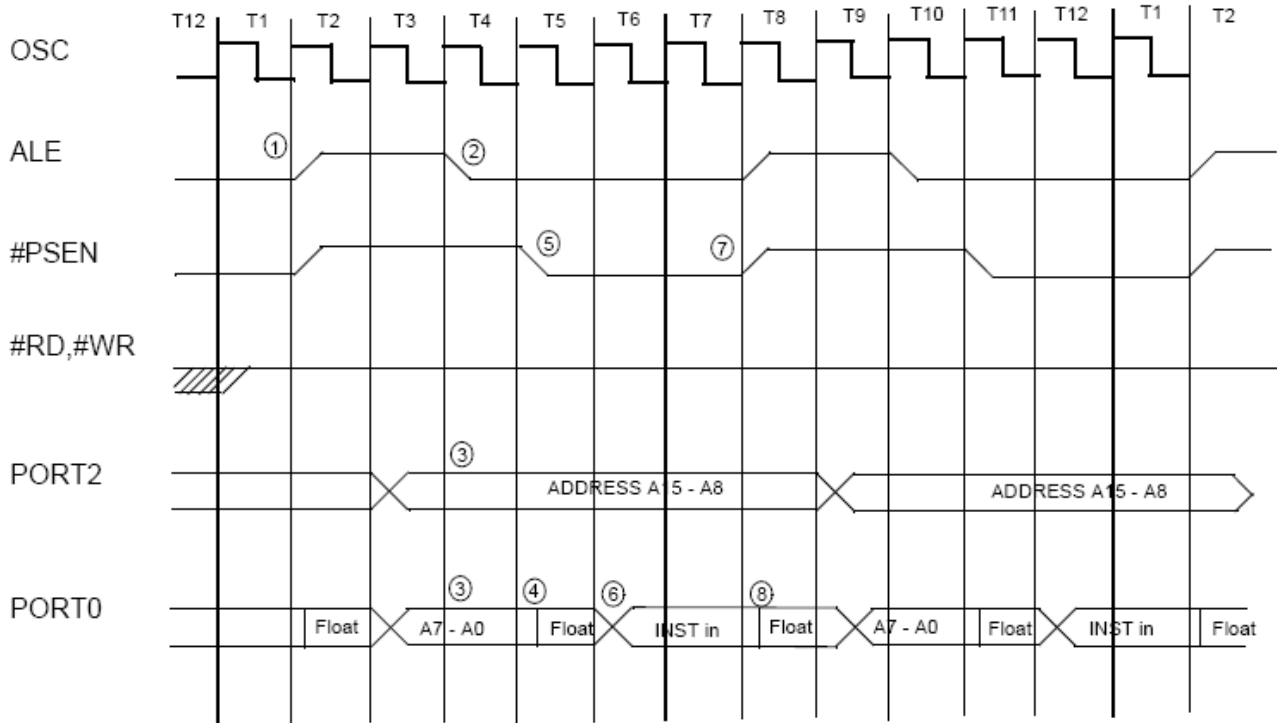 T12 T1 T2 T3 T4 T5 T6 T7 T8 T9 T10 T11 T12 T1 T2
OSC
ALE ① ②
#PSEN ⑤ ⑦
#RD,#WR
PORT2 ③ ADDRESS A15 - A8 ADDRESS A15 - A8
③ ④ ⑥ ⑧
PORT0 Float A7 - A0 Float INST in Float A7 - A0 Float INST in Float